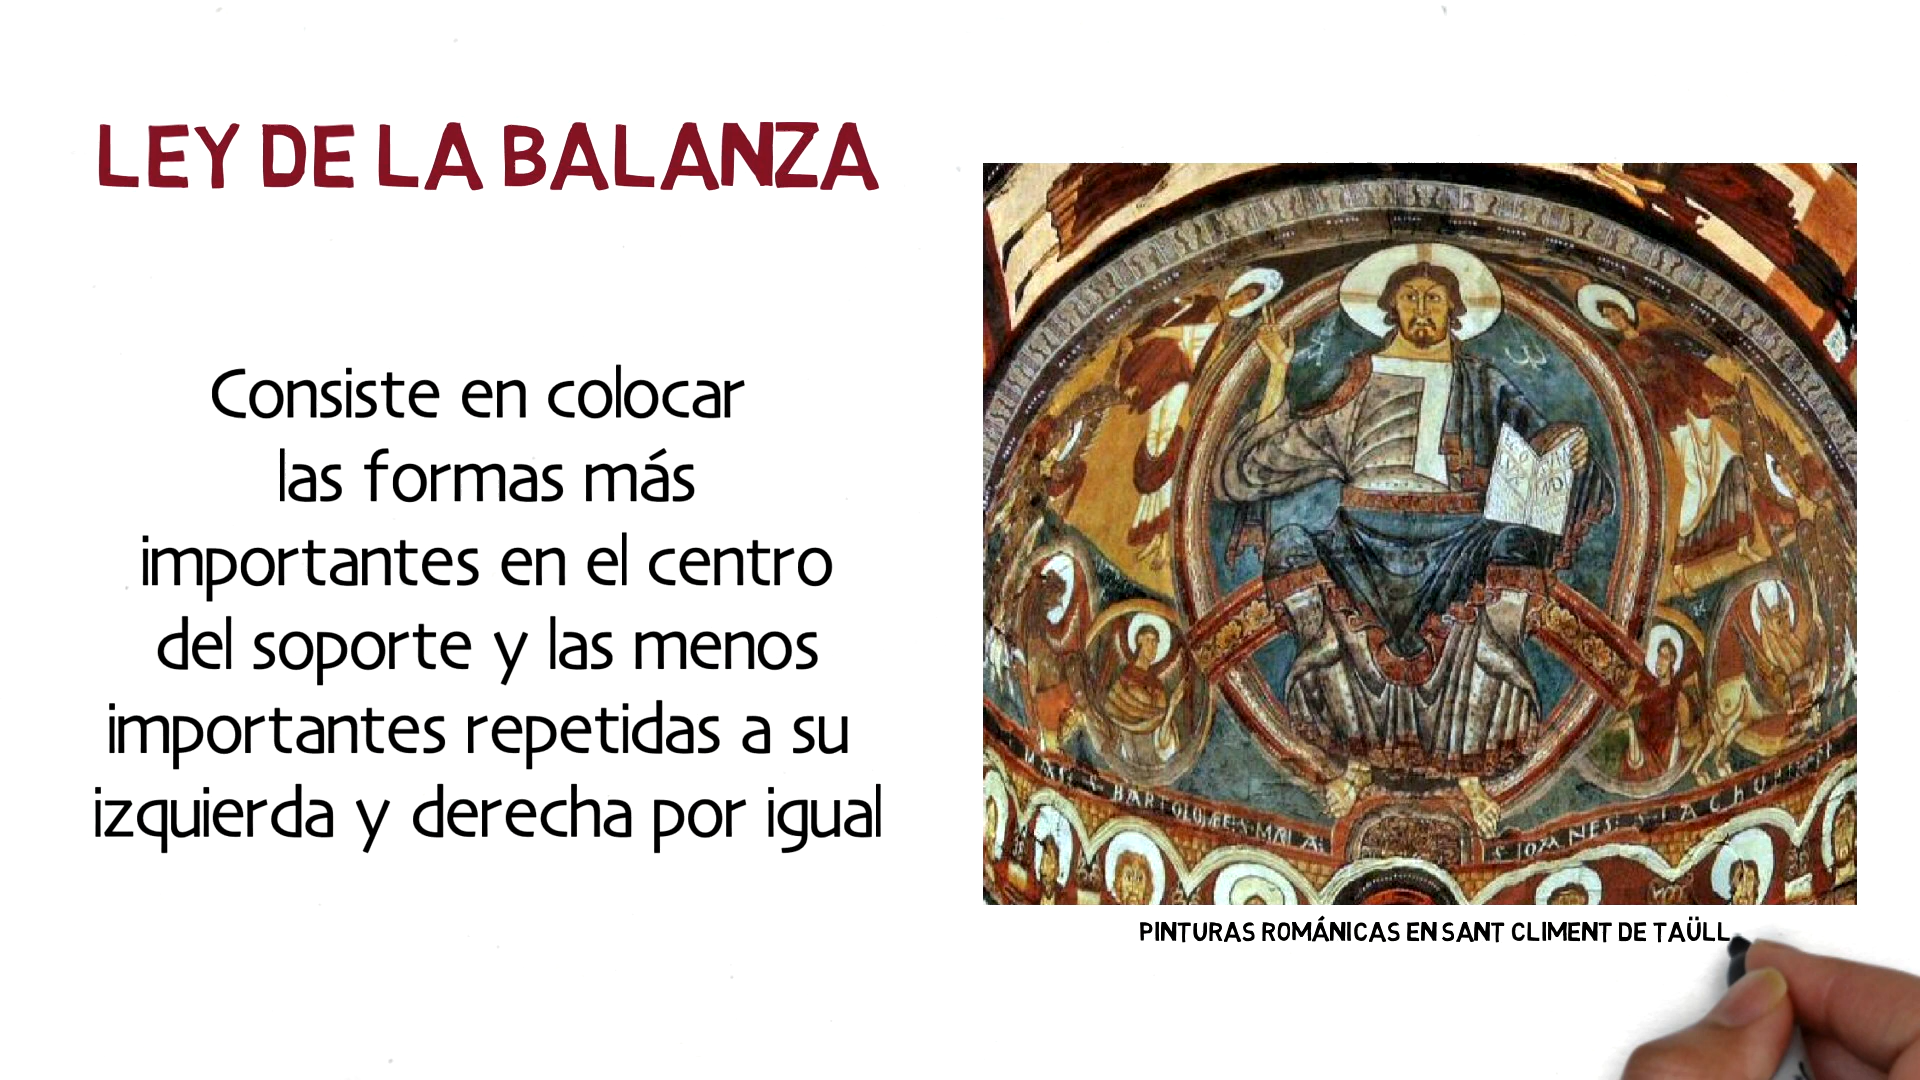 LEY DE LA BALANZA
Consiste en colocar
las formas más
importantes en el centro
del soporte y las menos
importantes repetidas a su
izquierda y derecha por igual
PINTURAS ROMÁNICAS EN SANT CLIMENT DE TAÜLL